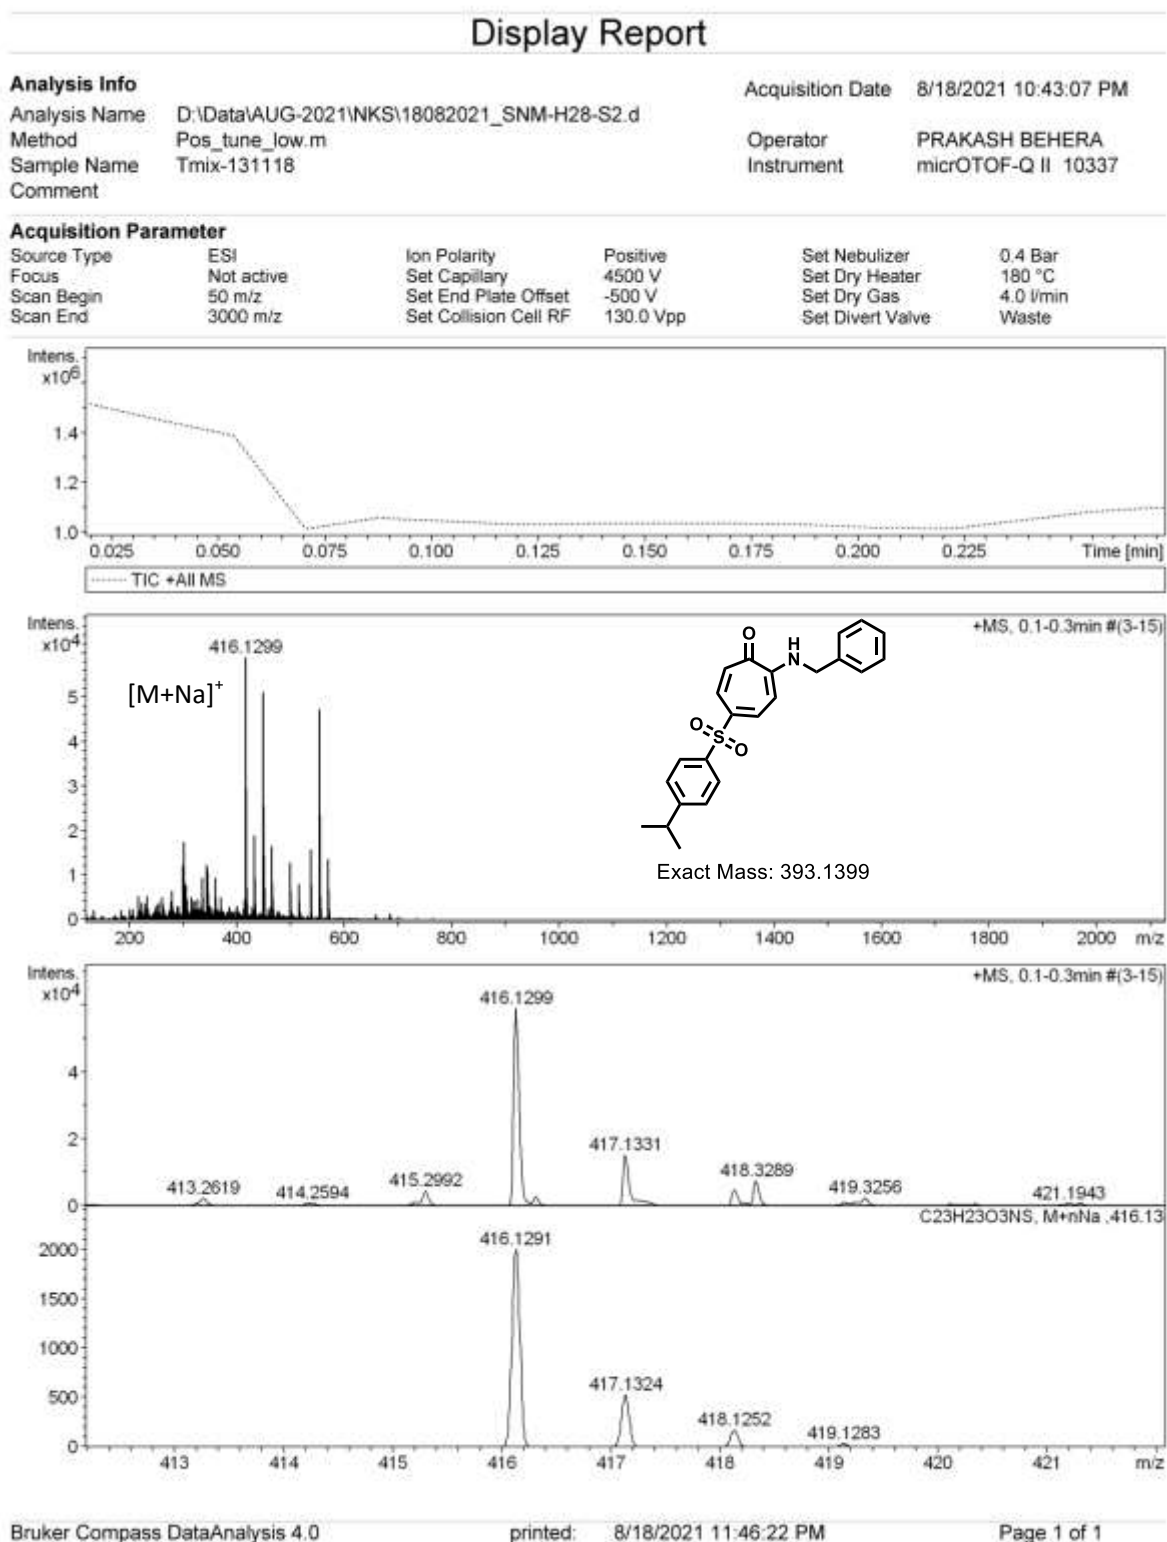 Display Report
Analysis Info
Acquisition Date 8/18/2021 10:43:07 PM
Analysis Name D:\Data\AUG-2021\NKS\18082021_SNM-H28-S2.d
Method Pos_tune_low.m
Operator PRAKASH BEHERA
Sample Name Tmix-131118
Instrument micrOTOF-Q II 10337
Comment
Acquisition Parameter
Source Type ESI Ion Polarity Positive Set Nebulizer 0.4 Bar
Focus Not active Set Capillary 4500 V Set Dry Heater 180 °C
Scan Begin 50 m/z Set End Plate Offset -500 V Set Dry Gas 4.0 l/min
Scan End 3000 m/z Set Collision Cell RF 130.0 Vpp Set Divert Valve Waste
Intens.
x10^6
1.4
1.2
1.0
0.025 0.050 0.075 0.100 0.125 0.150 0.175 0.200 0.225 Time [min]
TIC +All MS
Intens.
x10^4
+MS, 0.1-0.3min #(3-15)
416.1299
[M+Na]+
5
4
3
2
1
0
O
H
N
O
S
O
Exact Mass: 393.1399
200 400 600 800 1000 1200 1400 1600 1800 2000 m/z
Intens.
x10^4
+MS, 0.1-0.3min #(3-15)
416.1299
4
2
0
417.1331
418.3289
413.2619 414.2594 415.2992 419.3256 421.1943
C23H23O3NS, M+nNa ,416.13
416.1291
2000
1500
1000
500
0
417.1324
418.1252
419.1283
413 414 415 416 417 418 419 420 421 m/z
Bruker Compass DataAnalysis 4.0 printed: 8/18/2021 11:46:22 PM Page 1 of 1